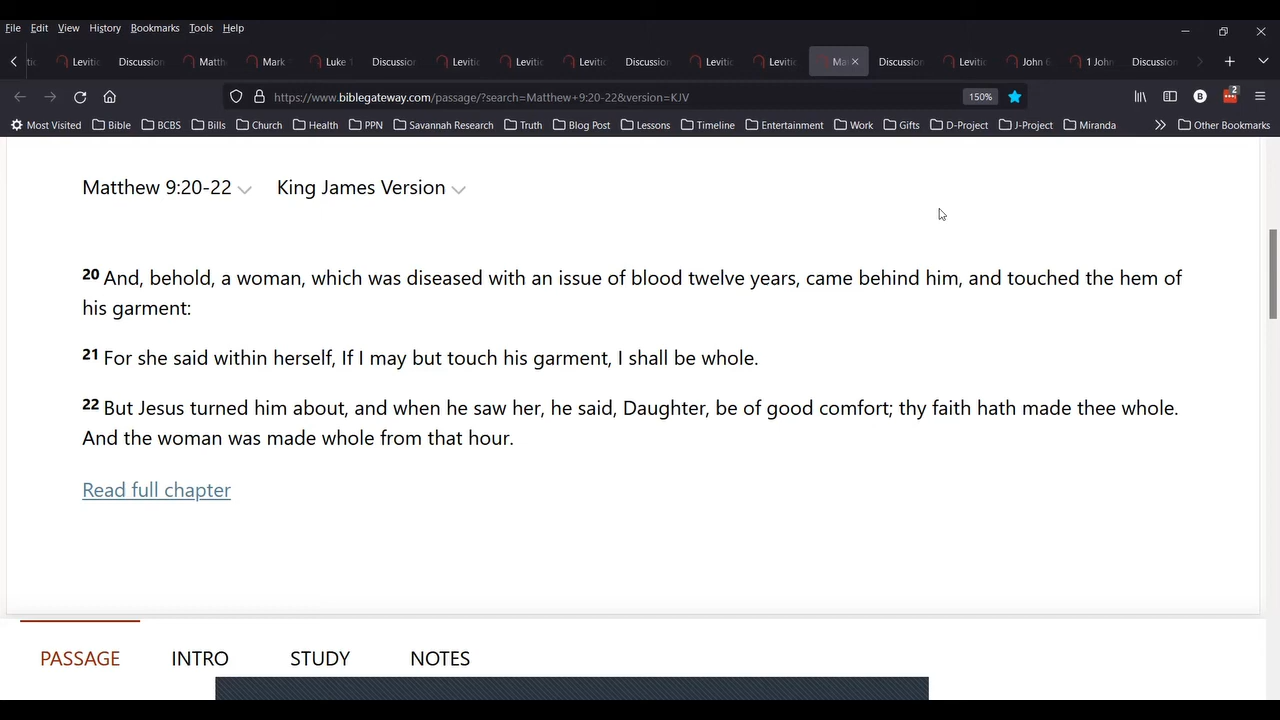 File Edit View History Bookmarks Tools Help
Levitic Discussion Matth Mark Luke 1 Discussion Levitic Levitic Levitic Discussion Levitic Levitic Ma Discussion Levitic John 6 1 John Discussion
https://www.biblegateway.com/passage/?search=Matthew+9:20-22&version=KJV 150% B 2
Most Visited Bible BCBS Bills Church Health PPN Savannah Research Truth Blog Post Lessons Timeline Entertainment Work Gifts D-Project J-Project Miranda Other Bookmarks
Matthew 9:20-22 King James Version
20 And, behold, a woman, which was diseased with an issue of blood twelve years, came behind him, and touched the hem of
his garment:
21 For she said within herself, If I may but touch his garment, I shall be whole.
22 But Jesus turned him about, and when he saw her, he said, Daughter, be of good comfort; thy faith hath made thee whole.
And the woman was made whole from that hour.
Read full chapter
PASSAGE INTRO STUDY NOTES